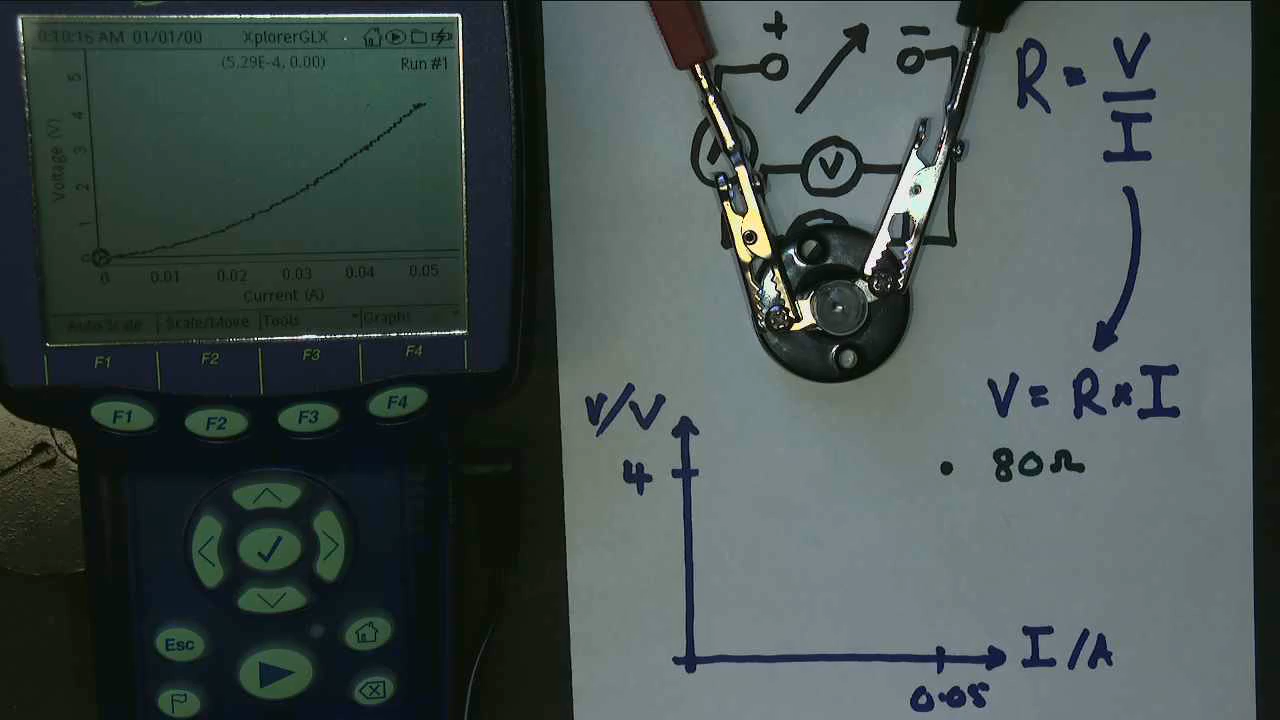 0:10:16 AM 01/01/00 XplorerGLX
(5.29E-4, 0.00) Run #1
Voltage (V)
5
4
3
2
1
0
0 0.01 0.02 0.03 0.04 0.05
Current (A)
Auto Scale Scale/Move Tools Graphs
F1 F2 F3 F4
F1 F2 F3 F4
Esc
+ −
A
V
R = V/I
V = R × I
V/V
4
80Ω
I/A
0.05